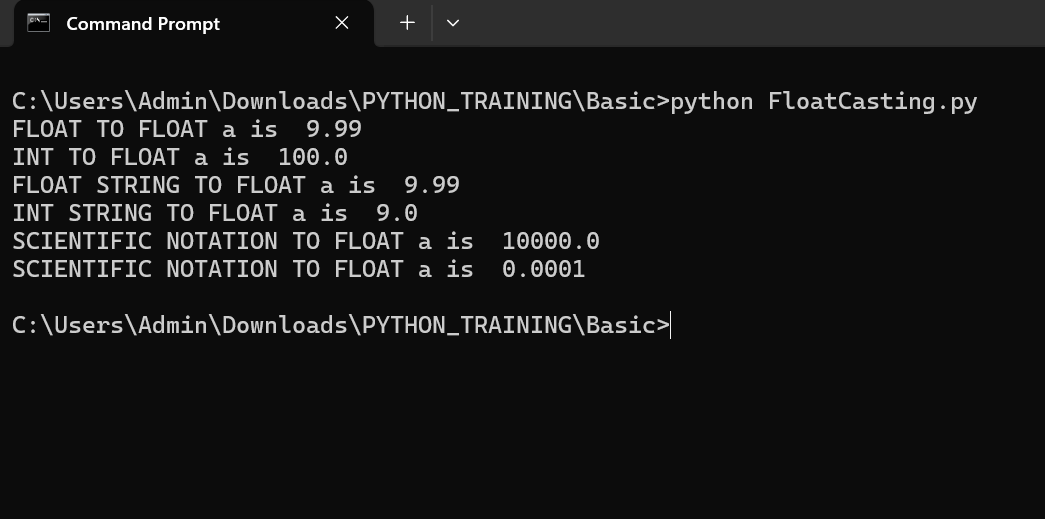 Command Prompt
C:\Users\Admin\Downloads\PYTHON_TRAINING\Basic>python FloatCasting.py
FLOAT TO FLOAT a is  9.99
INT TO FLOAT a is  100.0
FLOAT STRING TO FLOAT a is  9.99
INT STRING TO FLOAT a is  9.0
SCIENTIFIC NOTATION TO FLOAT a is  10000.0
SCIENTIFIC NOTATION TO FLOAT a is  0.0001
C:\Users\Admin\Downloads\PYTHON_TRAINING\Basic>